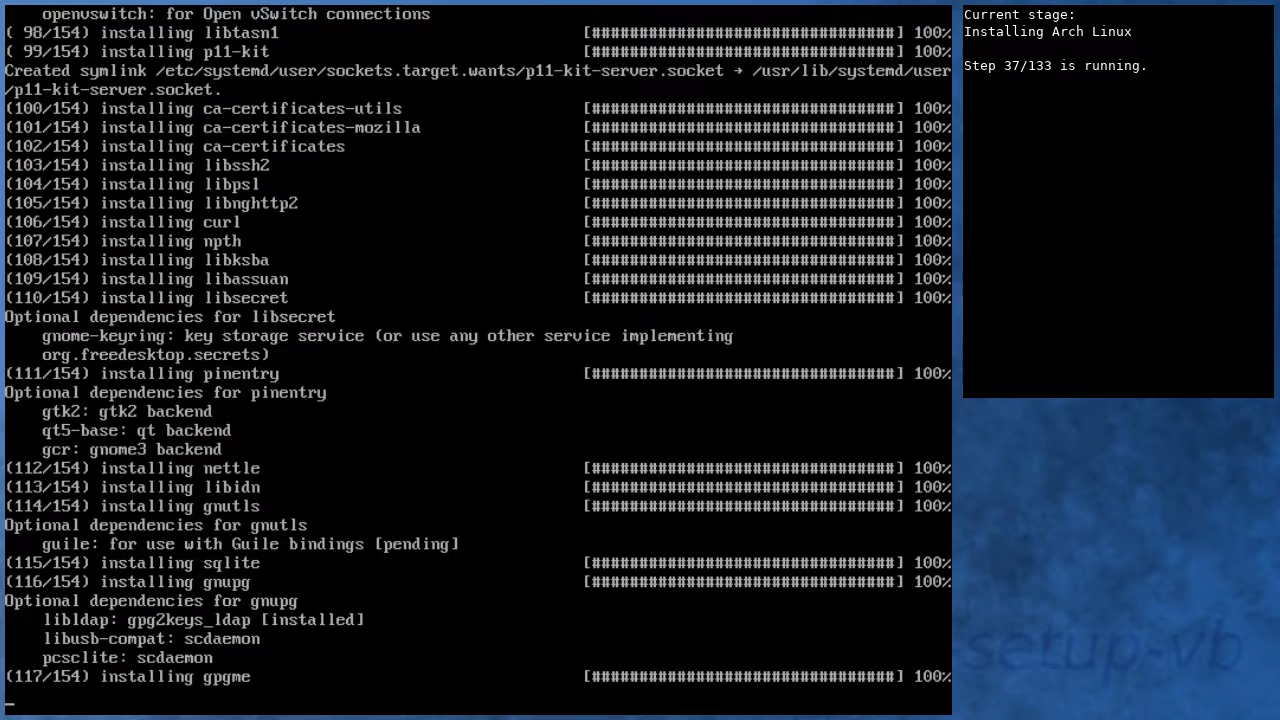 openvswitch: for Open vSwitch connections
( 98/154) installing libtasn1 [################################] 100%
( 99/154) installing p11-kit [################################] 100%
Created symlink /etc/systemd/user/sockets.target.wants/p11-kit-server.socket → /usr/lib/systemd/user
/p11-kit-server.socket.
(100/154) installing ca-certificates-utils [################################] 100%
(101/154) installing ca-certificates-mozilla [################################] 100%
(102/154) installing ca-certificates [################################] 100%
(103/154) installing libssh2 [################################] 100%
(104/154) installing libpsl [################################] 100%
(105/154) installing libnghttp2 [################################] 100%
(106/154) installing curl [################################] 100%
(107/154) installing npth [################################] 100%
(108/154) installing libksba [################################] 100%
(109/154) installing libassuan [################################] 100%
(110/154) installing libsecret [################################] 100%
Optional dependencies for libsecret
    gnome-keyring: key storage service (or use any other service implementing
    org.freedesktop.secrets)
(111/154) installing pinentry [################################] 100%
Optional dependencies for pinentry
    gtk2: gtk2 backend
    qt5-base: qt backend
    gcr: gnome3 backend
(112/154) installing nettle [################################] 100%
(113/154) installing libidn [################################] 100%
(114/154) installing gnutls [################################] 100%
Optional dependencies for gnutls
    guile: for use with Guile bindings [pending]
(115/154) installing sqlite [################################] 100%
(116/154) installing gnupg [################################] 100%
Optional dependencies for gnupg
    libldap: gpg2keys_ldap [installed]
    libusb-compat: scdaemon
    pcsclite: scdaemon
(117/154) installing gpgme [################################] 100%
_
Current stage:
Installing Arch Linux
Step 37/133 is running.
setup-vb